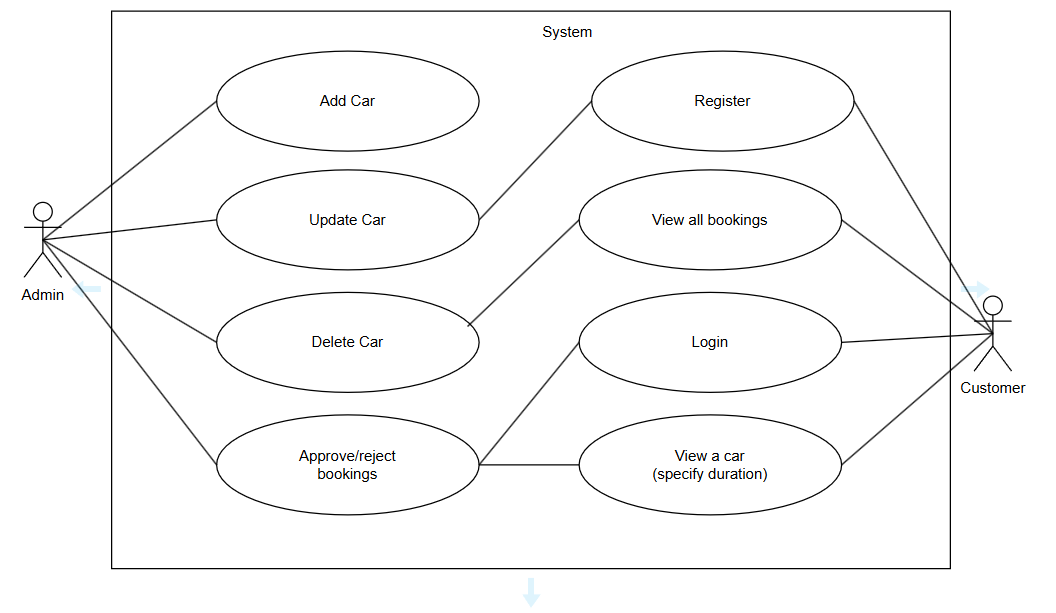 System
Add Car
Register
Update Car
View all bookings
Admin
Delete Car
Login
Customer
Approve/reject
bookings
View a car
(specify duration)